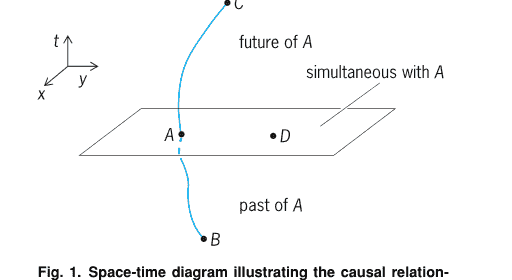 C
t
future of A
y
simultaneous with A
x
A
D
past of A
B
Fig. 1. Space-time diagram illustrating the causal relation-